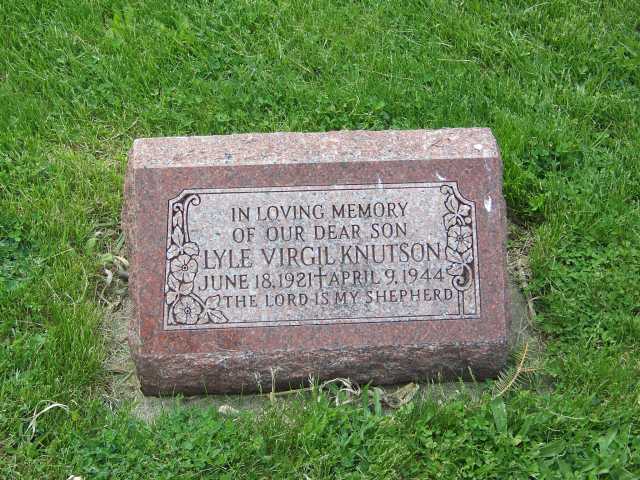 IN LOVING MEMORY
OF OUR DEAR SON
LYLE VIRGIL KNUTSON
JUNE 18, 1921 † APRIL 9, 1944
THE LORD IS MY SHEPHERD